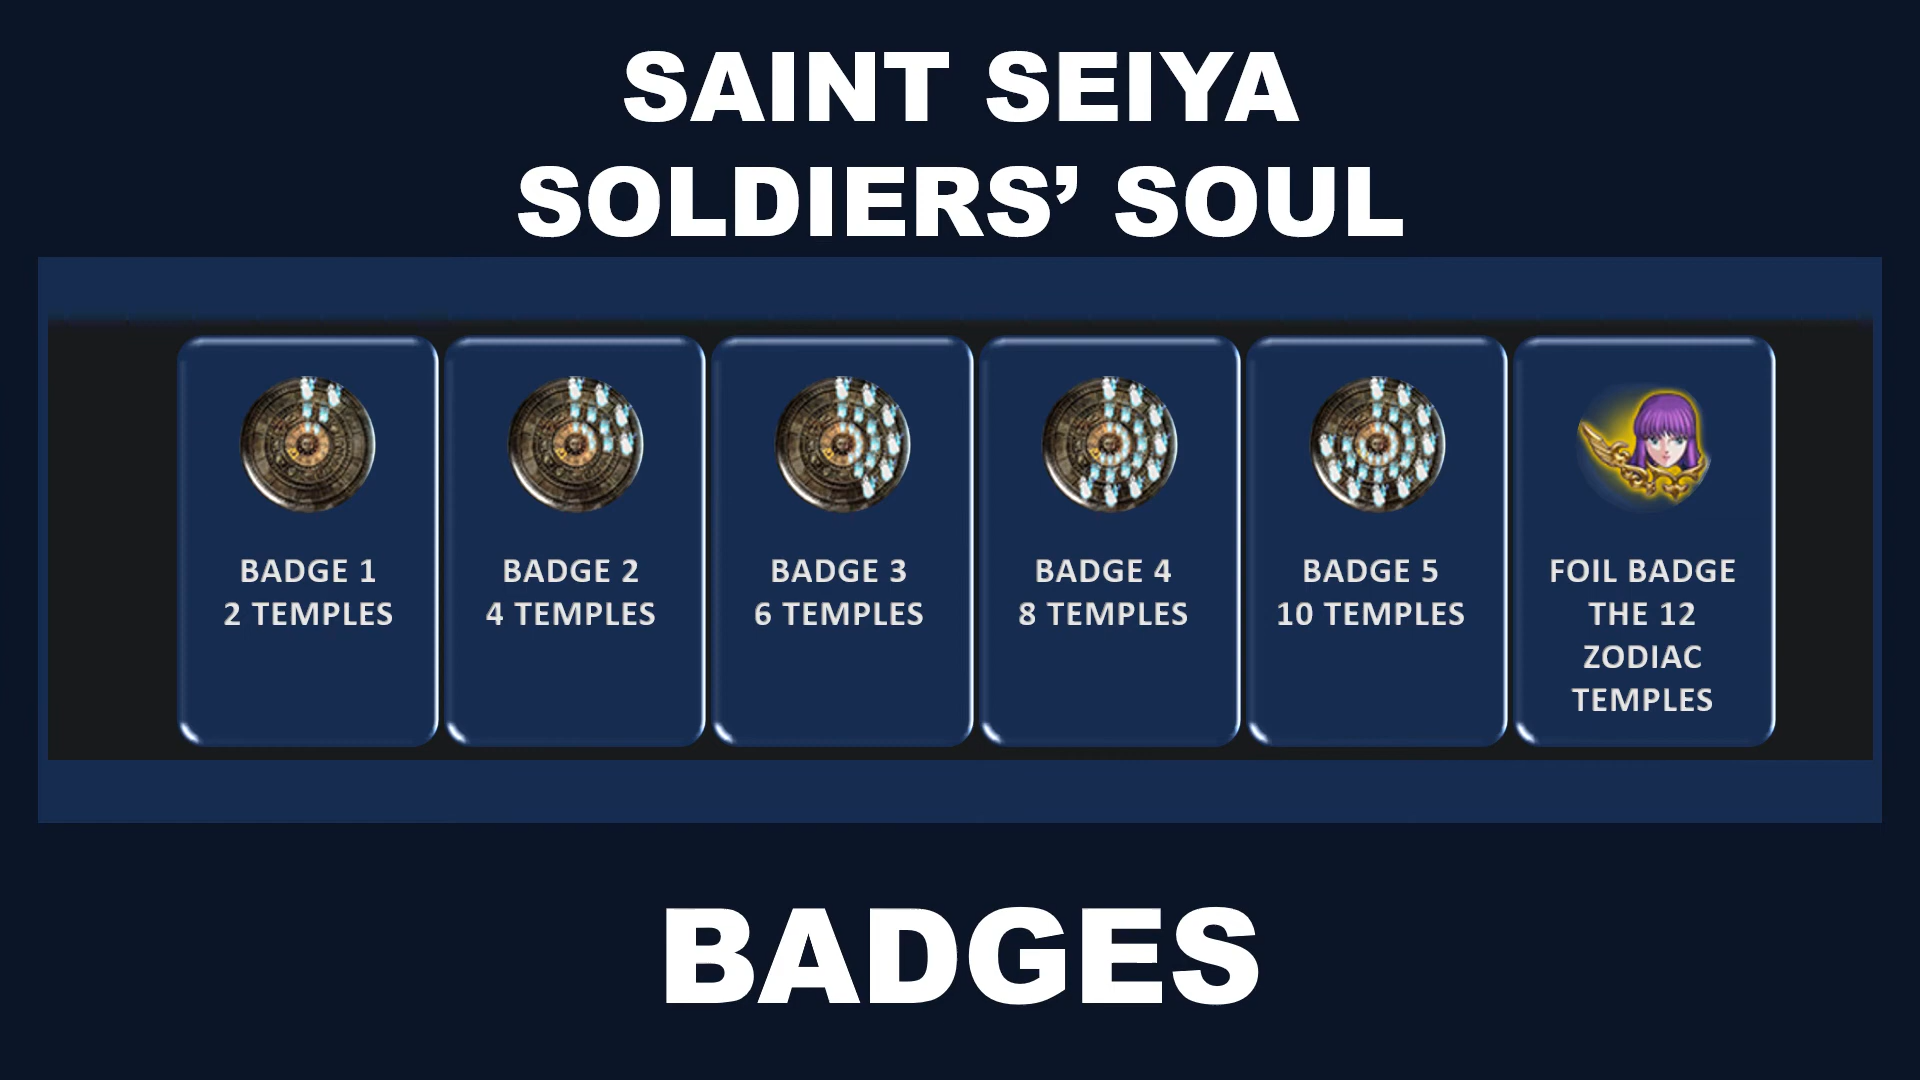 SAINT SEIYA
SOLDIERS’ SOUL
BADGE 1
2 TEMPLES
BADGE 2
4 TEMPLES
BADGE 3
6 TEMPLES
BADGE 4
8 TEMPLES
BADGE 5
10 TEMPLES
FOIL BADGE
THE 12
ZODIAC
TEMPLES
BADGES